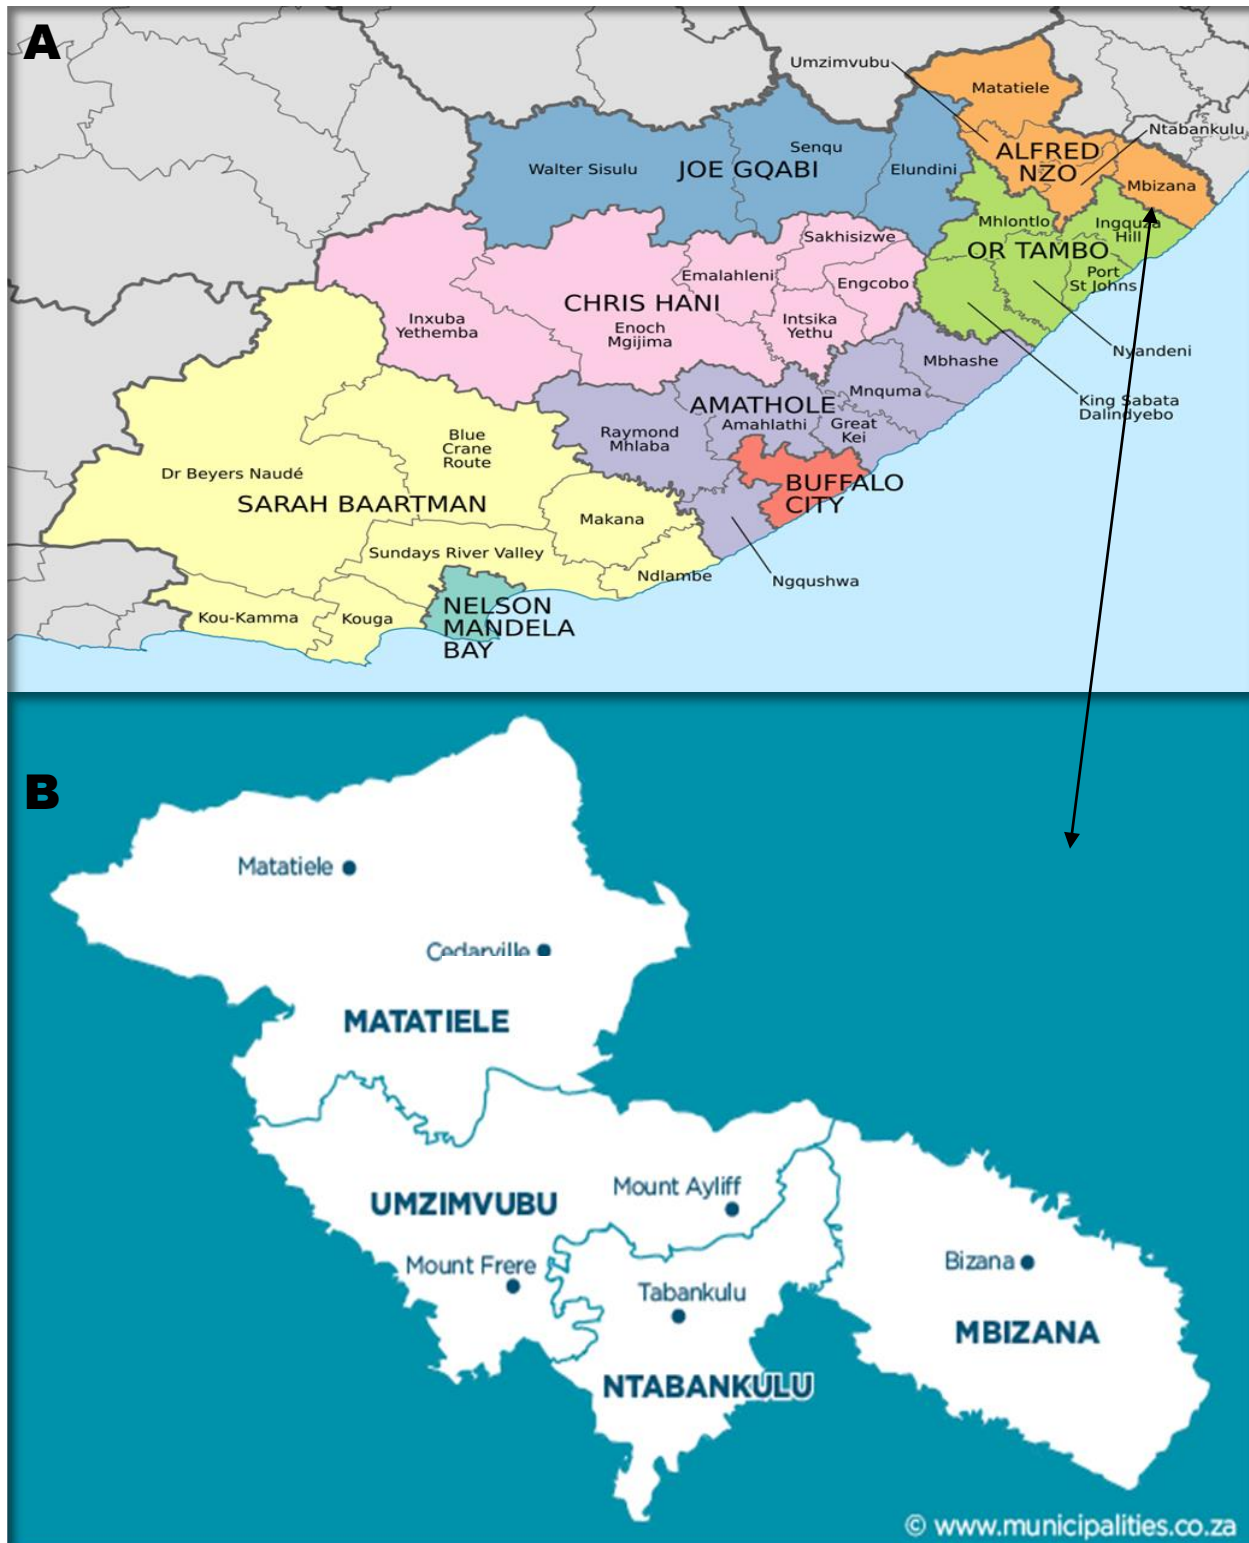 A
Umzimvubu
Matatiele
Ntabankulu
ALFRED
NZO
Mbizana
Walter Sisulu
JOE GQABI
Senqu
Elundini
Mhlontlo
Ingquza
Hill
OR TAMBO
Port
St Johns
Sakhisizwe
Emalahleni
Engcobo
CHRIS HANI
Inxuba
Yethemba
Enoch
Mgijima
Intsika
Yethu
Nyandeni
Mbhashe
King Sabata
Dalindyebo
Mnquma
AMATHOLE
Amahlathi
Great
Kei
Raymond
Mhlaba
Blue
Crane
Route
Dr Beyers Naudé
SARAH BAARTMAN
BUFFALO
CITY
Makana
Sundays River Valley
Ndlambe
Ngqushwa
Kou-Kamma
Kouga
NELSON
MANDELA
BAY
B
Matatiele
Cedarville
MATATIELE
Mount Ayliff
UMZIMVUBU
Mount Frere
Tabankulu
NTABANKULU
Bizana
MBIZANA
© www.municipalities.co.za